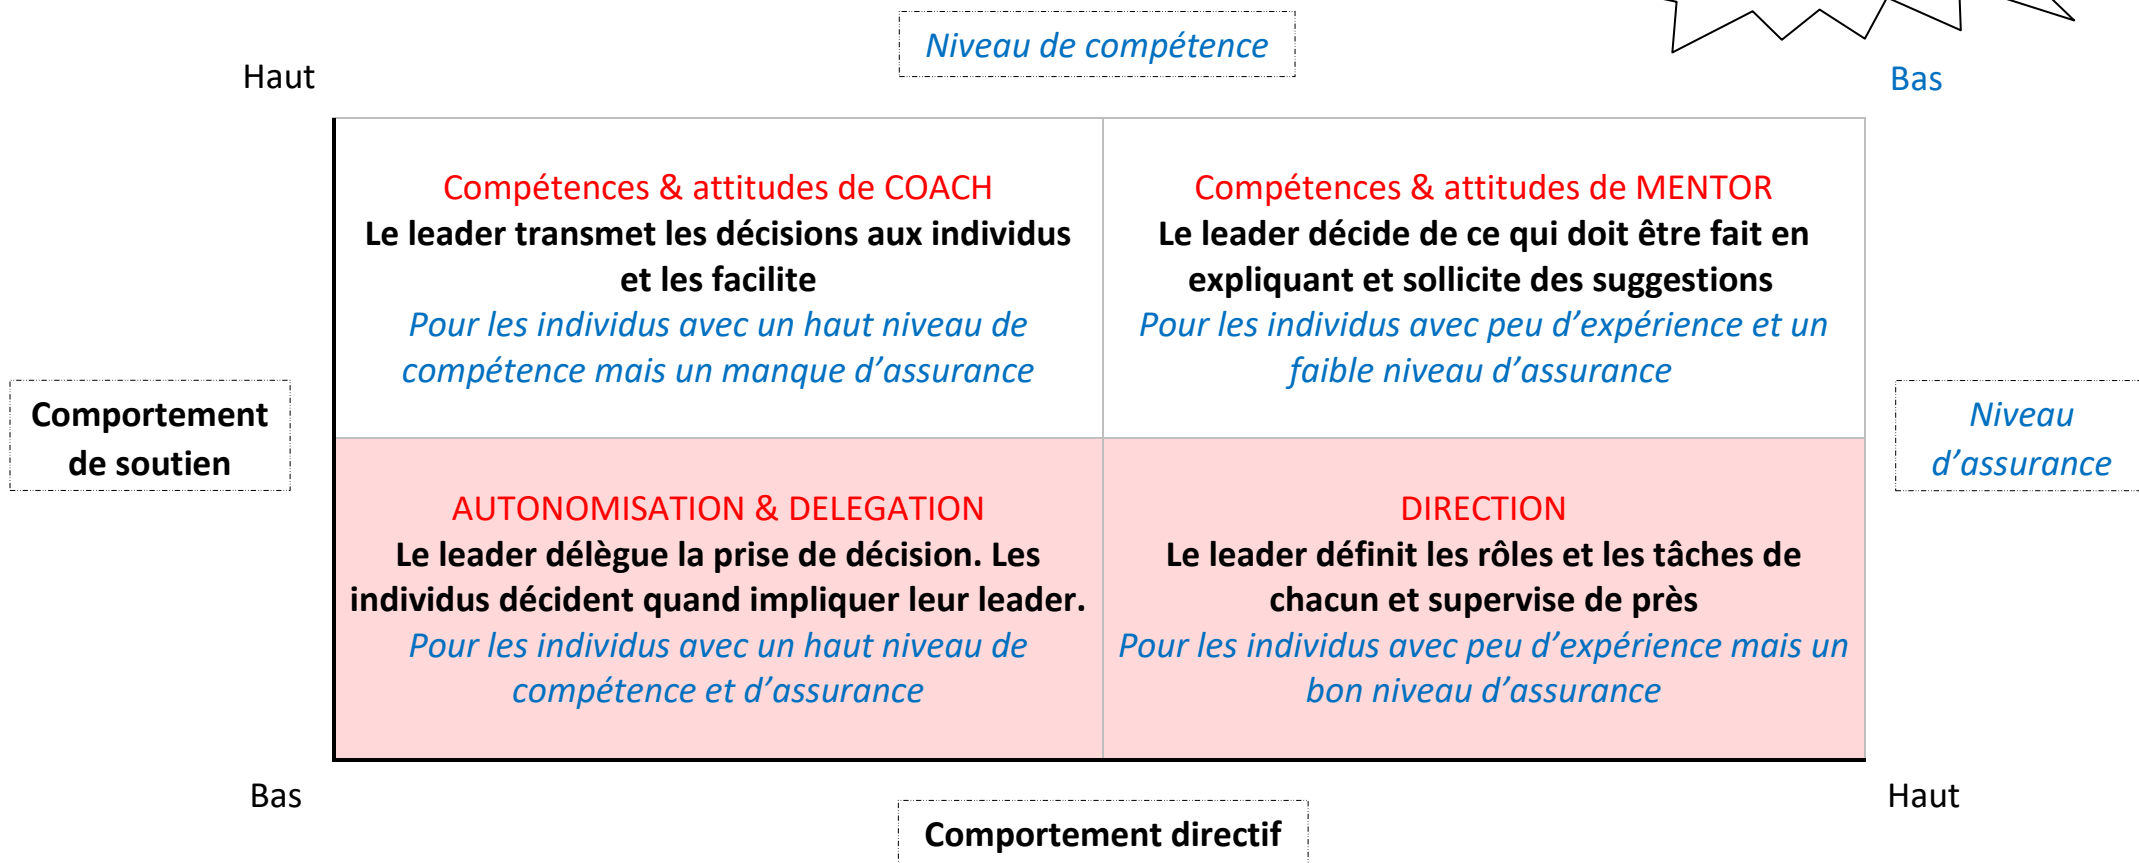 Niveau de compétence
Haut
Bas
Compétences & attitudes de COACH
Le leader transmet les décisions aux individus
et les facilite
Pour les individus avec un haut niveau de
compétence mais un manque d’assurance
Compétences & attitudes de MENTOR
Le leader décide de ce qui doit être fait en
expliquant et sollicite des suggestions
Pour les individus avec peu d’expérience et un
faible niveau d’assurance
Comportement
de soutien
Niveau
d’assurance
AUTONOMISATION & DELEGATION
Le leader délègue la prise de décision. Les
individus décident quand impliquer leur leader.
Pour les individus avec un haut niveau de
compétence et d’assurance
DIRECTION
Le leader définit les rôles et les tâches de
chacun et supervise de près
Pour les individus avec peu d’expérience mais un
bon niveau d’assurance
Bas
Haut
Comportement directif